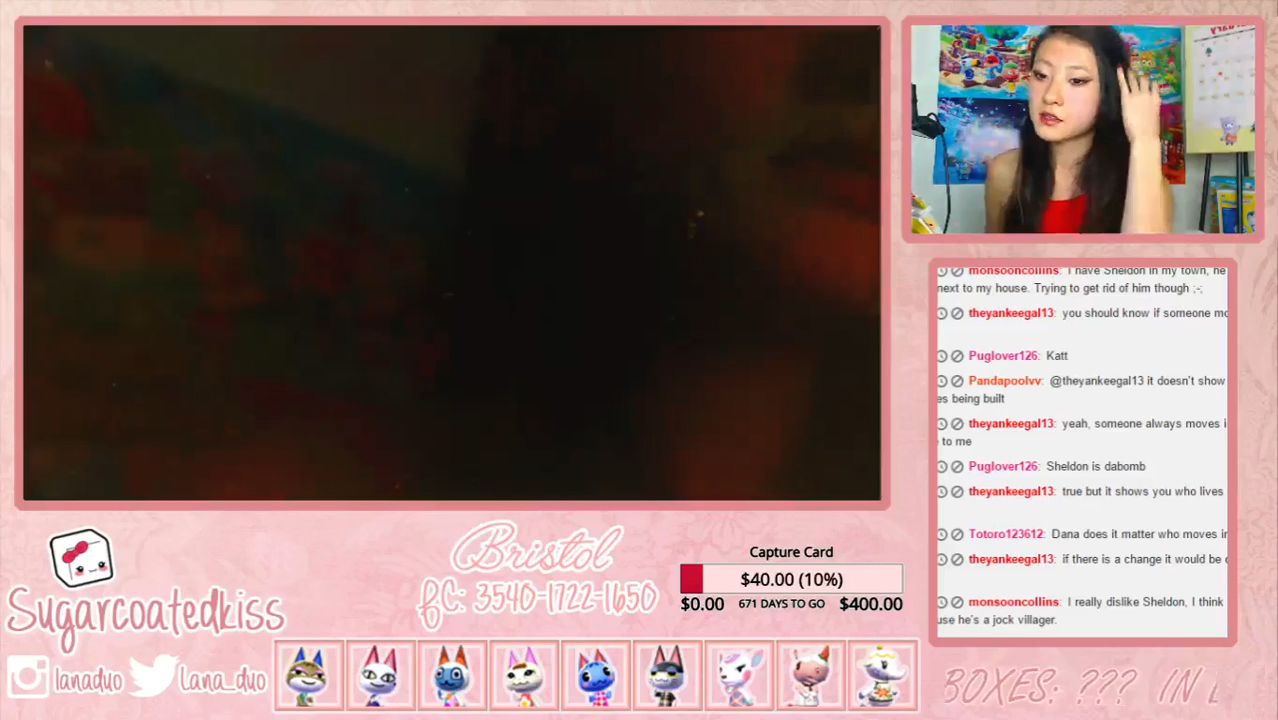 monsooncollins: I have Sheldon in my town, he
next to my house. Trying to get rid of him though ;-;
theyankeegal13: you should know if someone mo
Puglover126: Katt
Pandapoolvv: @theyankeegal13 it doesn't show
es being built
theyankeegal13: yeah, someone always moves i
to me
Puglover126: Sheldon is dabomb
theyankeegal13: true but it shows you who lives
Totoro123612: Dana does it matter who moves in
theyankeegal13: if there is a change it would be
monsooncollins: I really dislike Sheldon, I think
use he's a jock villager.
Sugarcoatedkiss
lanaduo Lana_duo
Bristol
FC: 3540-1722-1650
Capture Card
$40.00 (10%)
$0.00 671 DAYS TO GO $400.00
BOXES: ??? IN